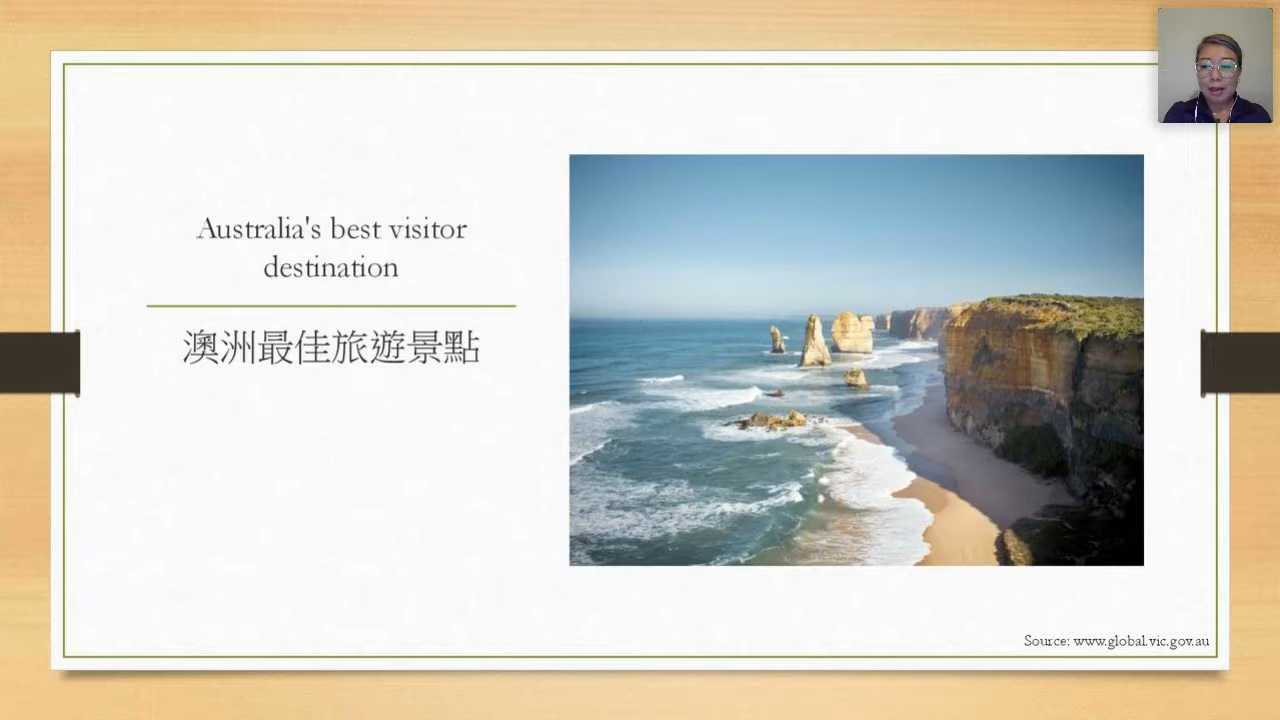 Australia's best visitor
destination
澳洲最佳旅遊景點
Source: www.global.vic.gov.au